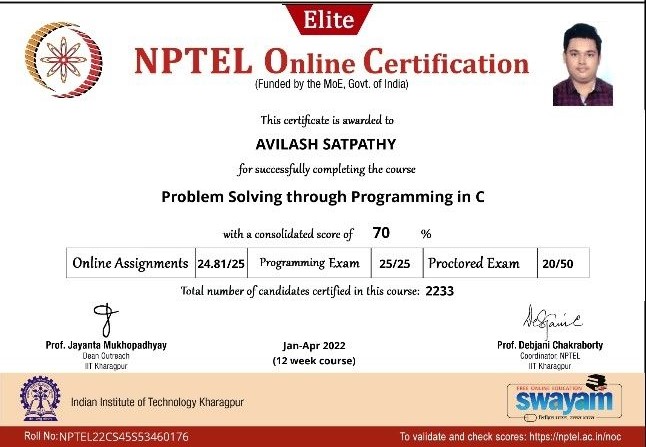 Elite
NPTEL Online Certification
(Funded by the MoE, Govt. of India)
This certificate is awarded to
AVILASH SATPATHY
for successfully completing the course
Problem Solving through Programming in C
with a consolidated score of 70 %
Online Assignments 24.81/25 Programming Exam 25/25 Proctored Exam 20/50
Total number of candidates certified in this course: 2233
Prof. Jayanta Mukhopadhyay
Dean Outreach
IIT Kharagpur
Jan-Apr 2022
(12 week course)
Prof. Debjani Chakraborty
Coordinator, NPTEL
IIT Kharagpur
Indian Institute of Technology Kharagpur
FREE ONLINE EDUCATION
swayam
Roll No: NPTEL22CS45S53460176
To validate and check scores: https://nptel.ac.in/noc